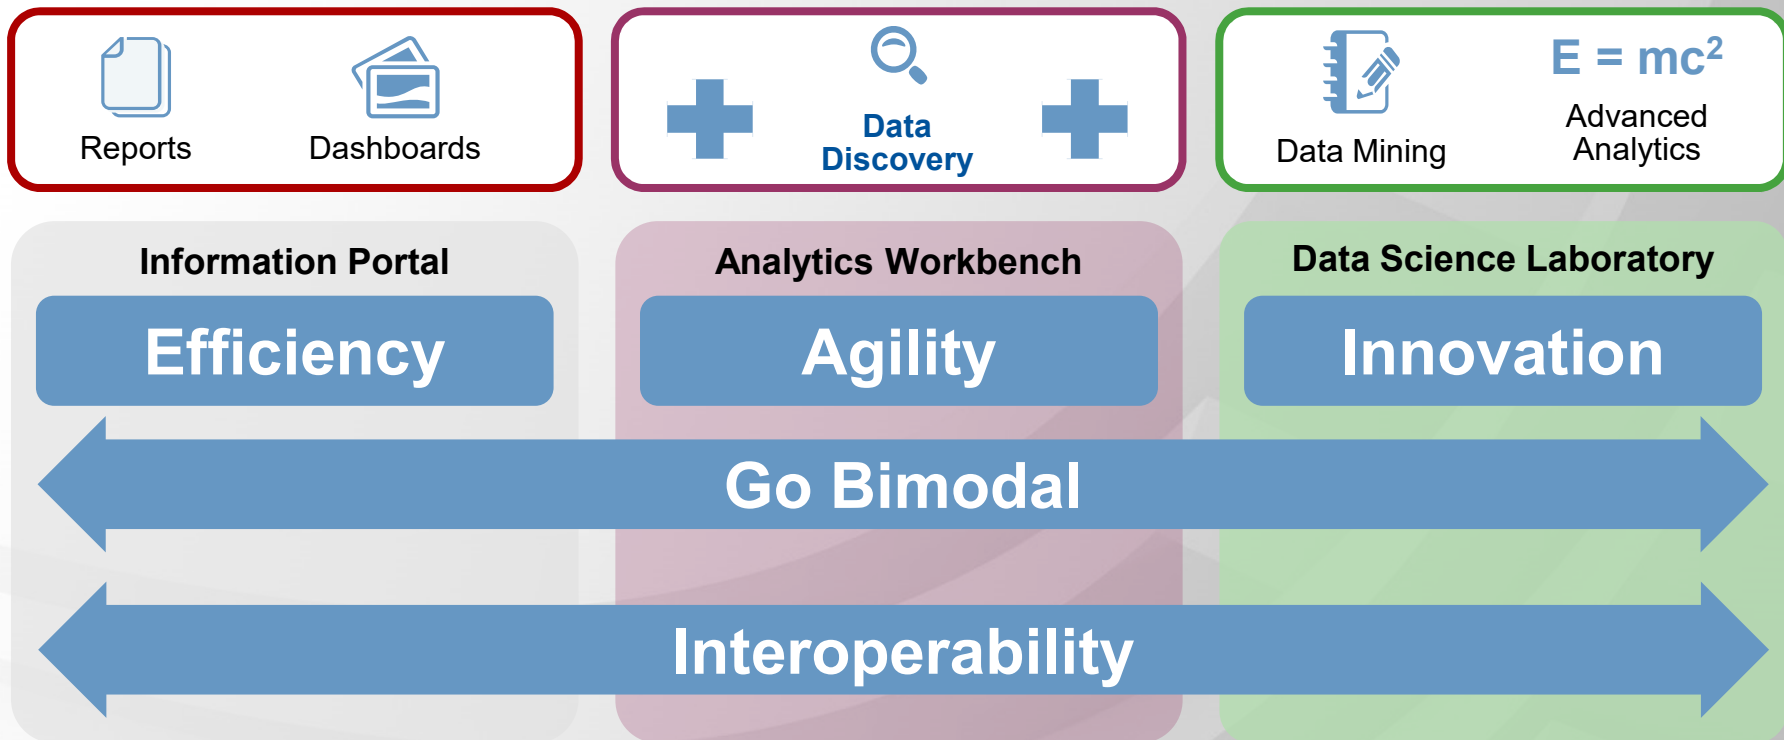 Reports
Dashboards
Data
Discovery
Data Mining
E = mc²
Advanced
Analytics
Information Portal
Analytics Workbench
Data Science Laboratory
Efficiency
Agility
Innovation
Go Bimodal
Interoperability